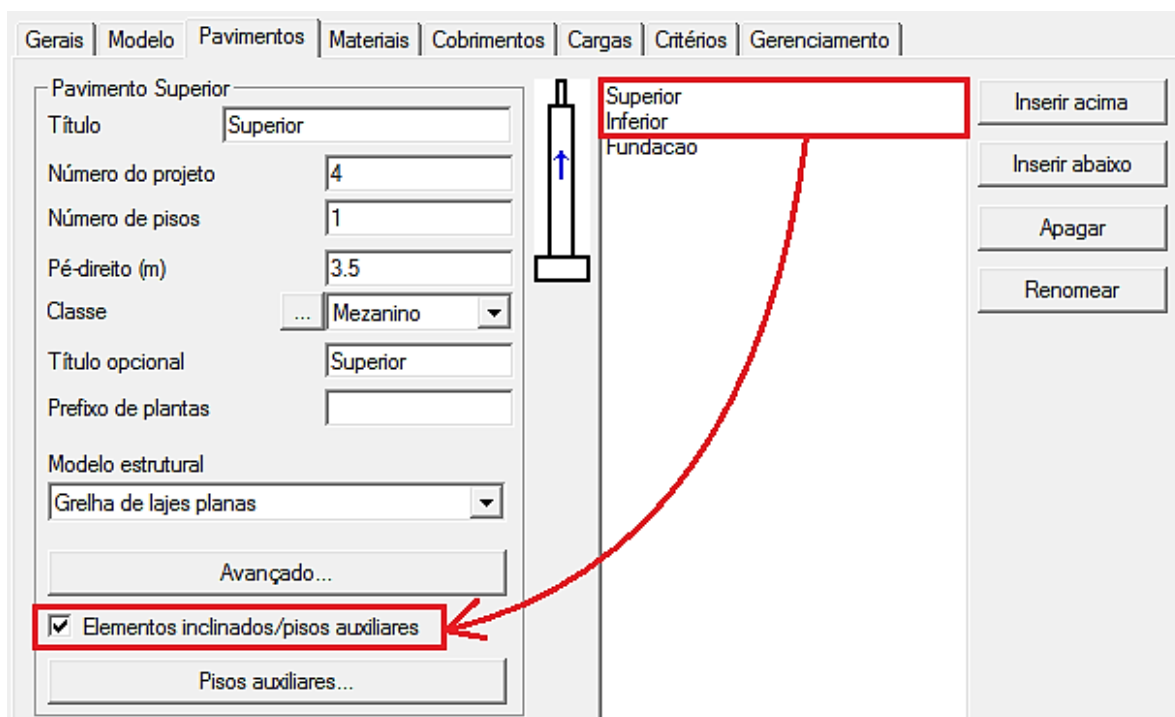 Gerais Modelo Pavimentos Materiais Cobrimentos Cargas Critérios Gerenciamento
Pavimento Superior
Título Superior
Número do projeto 4
Número de pisos 1
Pé-direito (m) 3.5
Classe ... Mezanino
Título opcional Superior
Prefixo de plantas
Modelo estrutural
Grelha de lajes planas
Avançado...
Elementos inclinados/pisos auxiliares
Pisos auxiliares...
Superior
Inferior
Fundacao
Inserir acima
Inserir abaixo
Apagar
Renomear